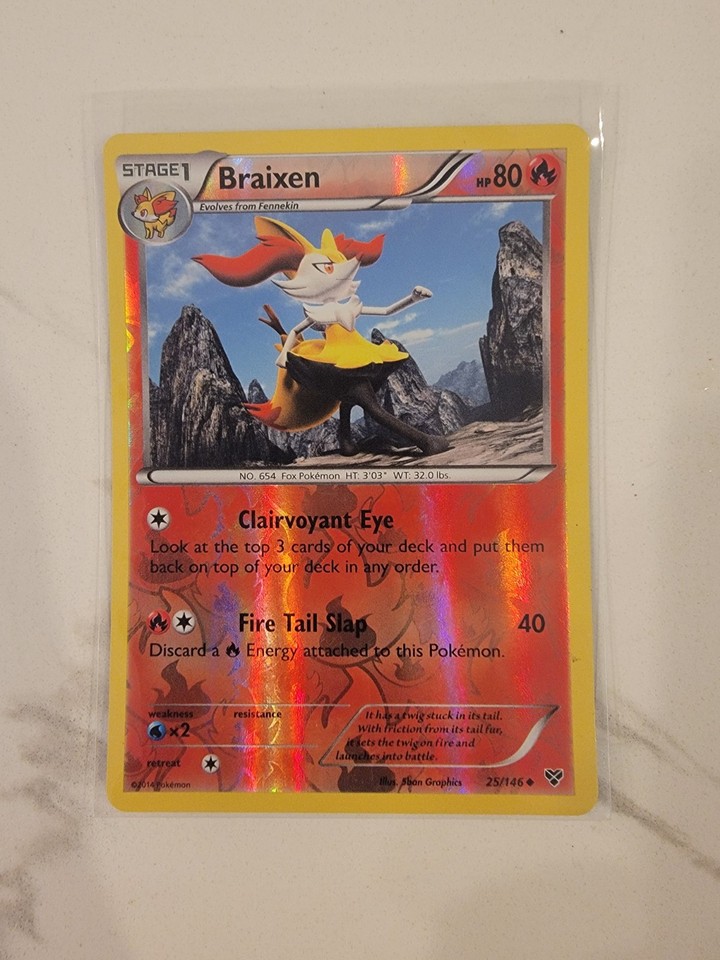 STAGE1
Braixen
HP80
Evolves from Fennekin
NO. 654 Fox Pokémon HT: 3'03" WT: 32.0 lbs.
Clairvoyant Eye
Look at the top 3 cards of your deck and put them
back on top of your deck in any order.
Fire Tail Slap 40
Discard a Energy attached to this Pokémon.
weakness resistance
×2
It has a twig stuck in its tail.
With friction from its tail fur,
it sets the twig on fire and
launches into battle.
retreat
©2014 Pokémon
Illus. 5ban Graphics
25/146